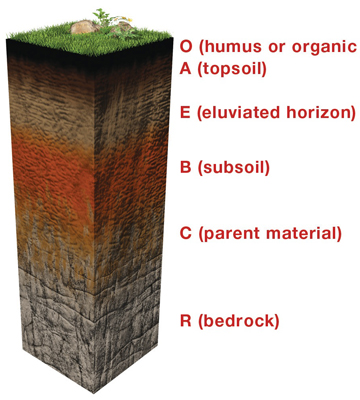 O (humus or organic
A (topsoil)
E (eluviated horizon)
B (subsoil)
C (parent material)
R (bedrock)